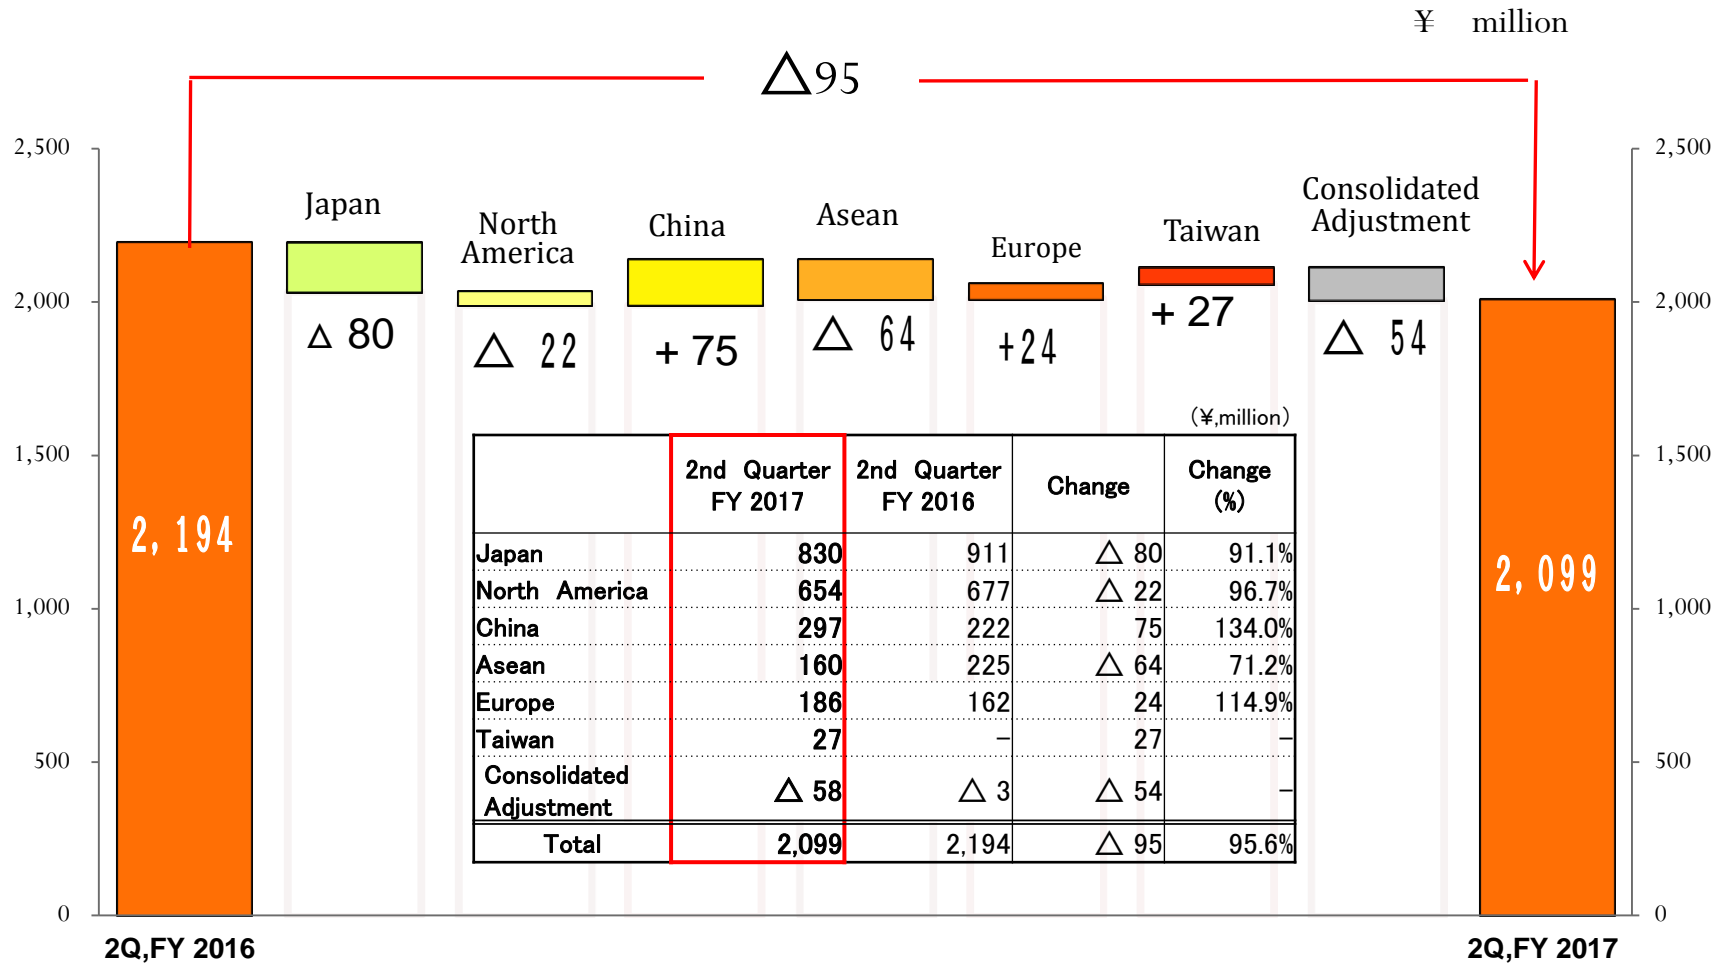 ¥ million
△95
2,500
2,000
1,500
1,000
500
0
2,500
2,000
1,500
1,000
500
0
Japan
△ 80
North
America
△ 22
China
+ 75
Asean
△ 64
Europe
+24
Taiwan
+ 27
Consolidated
Adjustment
△ 54
2,194
2,099
(¥,million)
2nd Quarter FY 2017 2nd Quarter FY 2016 Change Change (%)
Japan 830 911 △ 80 91.1%
North America 654 677 △ 22 96.7%
China 297 222 75 134.0%
Asean 160 225 △ 64 71.2%
Europe 186 162 24 114.9%
Taiwan 27 − 27 −
Consolidated
Adjustment △ 58 △ 3 △ 54 −
Total 2,099 2,194 △ 95 95.6%
2Q,FY 2016
2Q,FY 2017